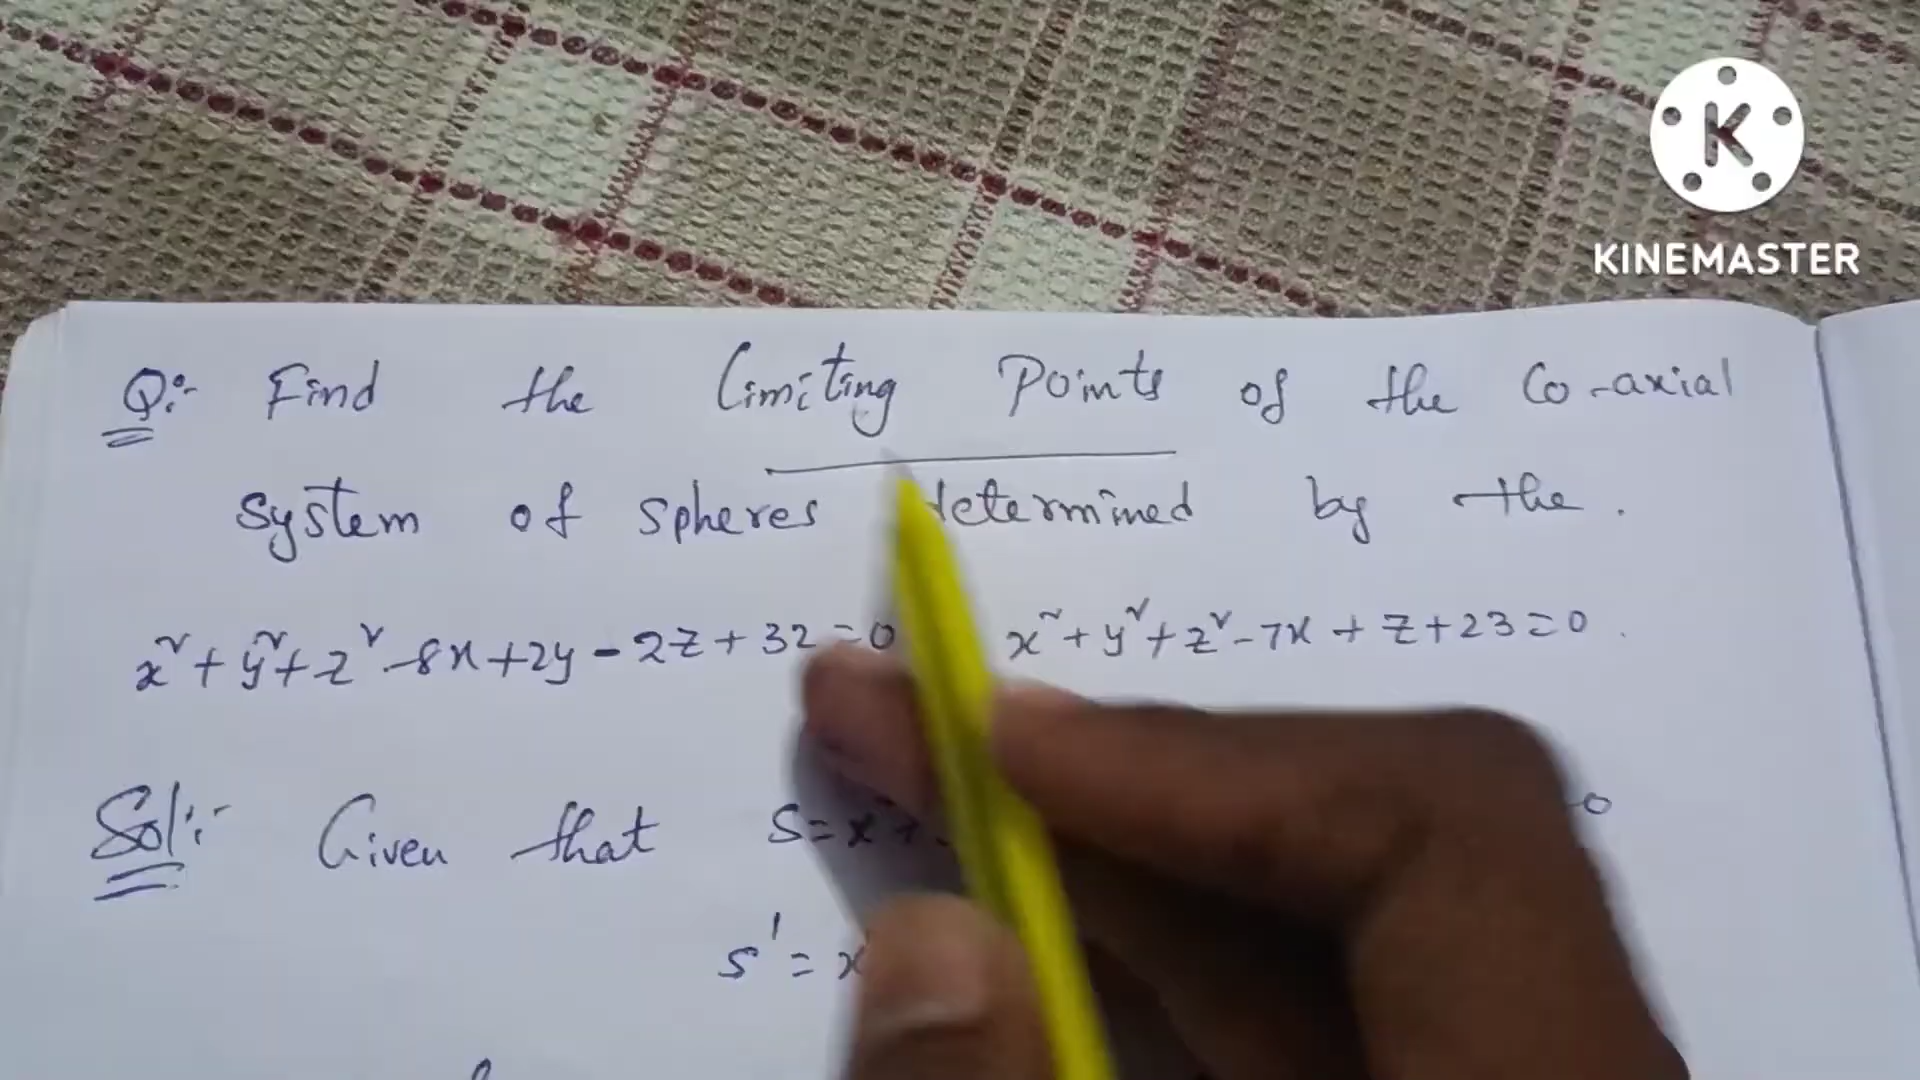 K
KINEMASTER
Q:- Find the Limiting Points of the Co-axial
system of spheres determined by the.
x² + y² + z² - 8x + 2y - 2z + 32 = 0 x² + y² + z² - 7x + z + 23 = 0.
Sol:- Given that S = x² + 0
S' = x